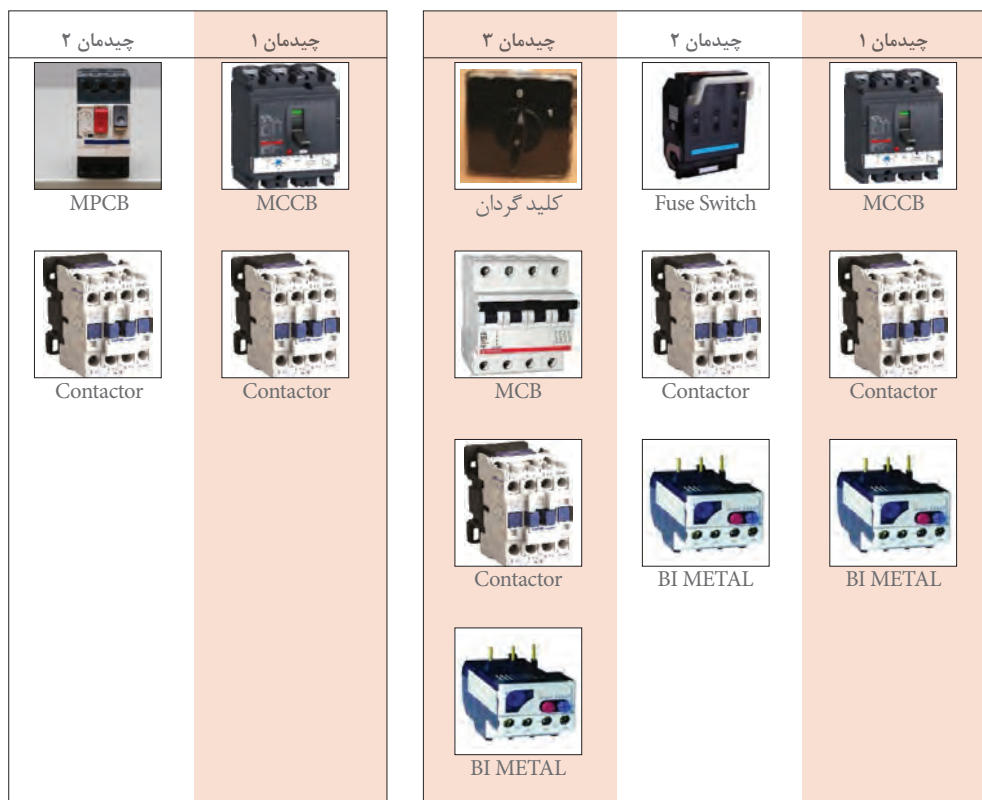 چیدمان ۱
چیدمان ۲
چیدمان ۳
MCCB
Fuse Switch
کلید گردان
Contactor
Contactor
MCB
BI METAL
BI METAL
Contactor
BI METAL
چیدمان ۱
چیدمان ۲
MCCB
MPCB
Contactor
Contactor